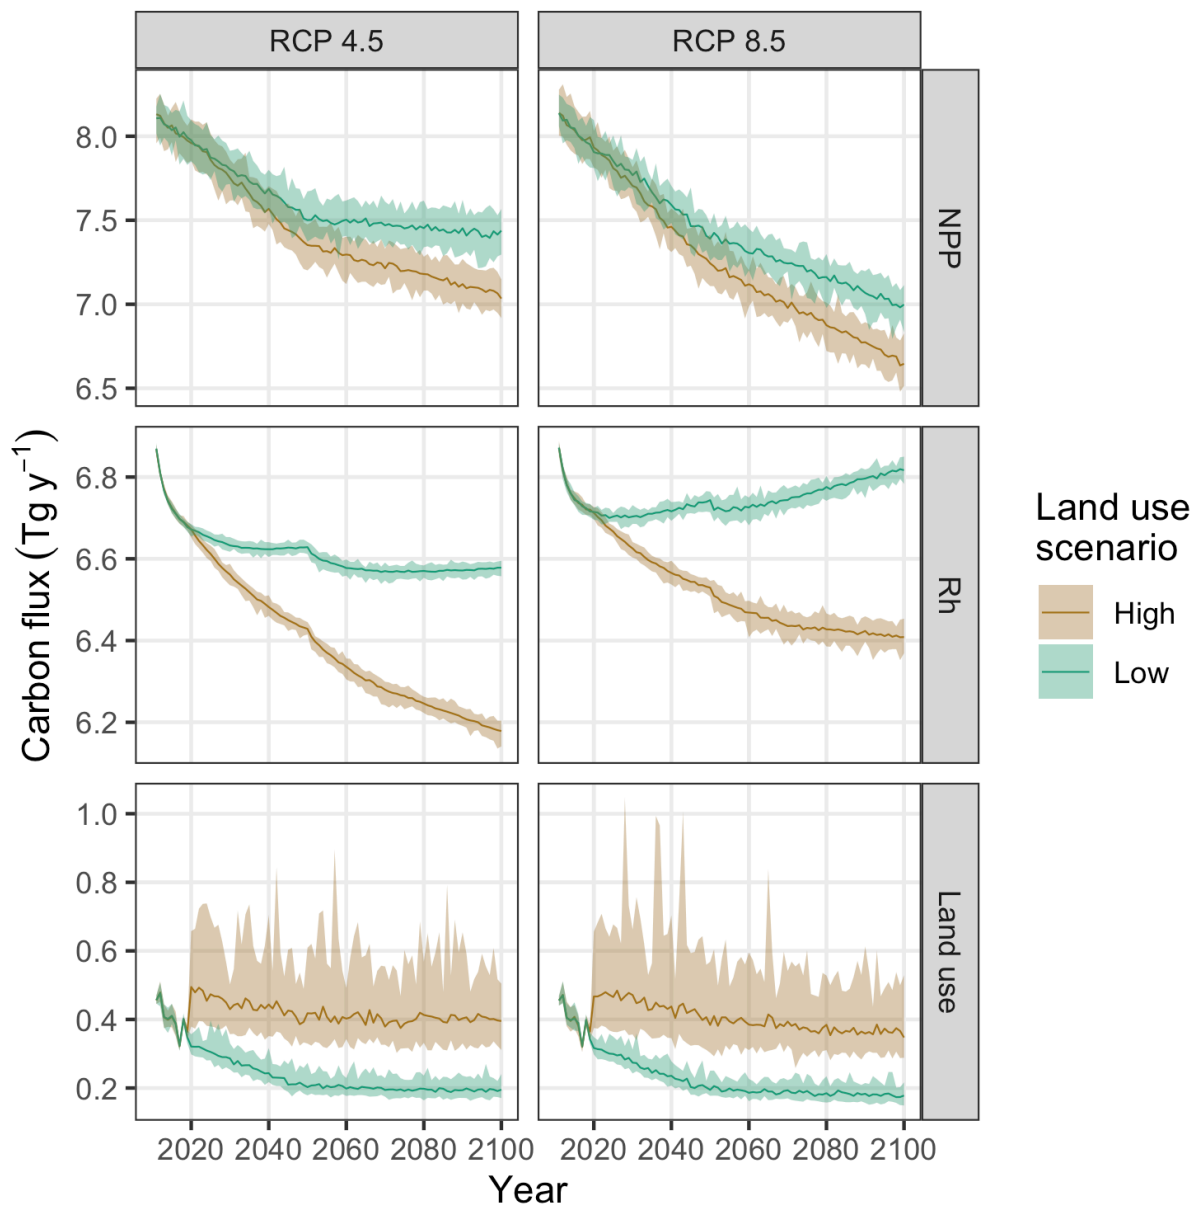 RCP 4.5
RCP 8.5
8.0
7.5
7.0
6.5
NPP
6.8
6.6
6.4
6.2
Rh
1.0
0.8
0.6
0.4
0.2
Land use
2020 2040 2060 2080 2100
2020 2040 2060 2080 2100
Year
Carbon flux (Tg y⁻¹)
Land use
scenario
High
Low